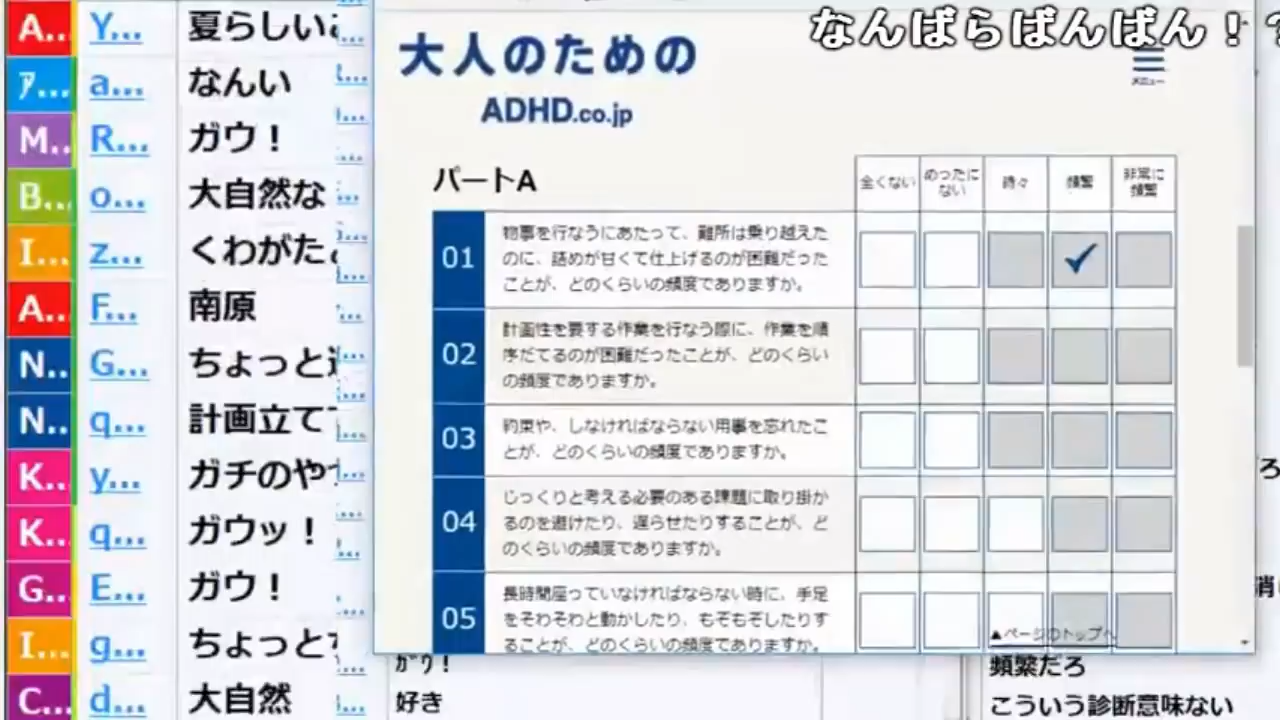 なんばらばんばん！？
A... Y... 夏らしい
ｱ... a... なんい
M... R... ガウ！
B... o... 大自然な
I... z... くわがた
A... F... 南原
N... G... ちょっと
N... q... 計画立て
K... y... ガチのや
K... q... ガウッ！
G... E... ガウ！
I... g... ちょっと
C... d... 大自然
大人のための
ADHD.co.jp
メニュー
パートA
全くない めったにない 時々 頻繁 非常に頻繁
01
物事を行なうにあたって、難所は乗り越えた
のに、詰めが甘くて仕上げるのが困難だった
ことが、どのくらいの頻度でありますか。
02
計画性を要する作業を行なう際に、作業を順
序だてるのが困難だったことが、どのくらい
の頻度でありますか。
03
約束や、しなければならない用事を忘れたこ
とが、どのくらいの頻度でありますか。
04
じっくりと考える必要のある課題に取り掛か
るのを避けたり、遅らせたりすることが、ど
のくらいの頻度でありますか。
05
長時間座っていなければならない時に、手足
をそわそわと動かしたり、もぞもぞしたりす
ることが、どのくらいの頻度でありますか。
▲ページのトップへ
ガウ！
好き
頻繁だろ
こういう診断意味ない